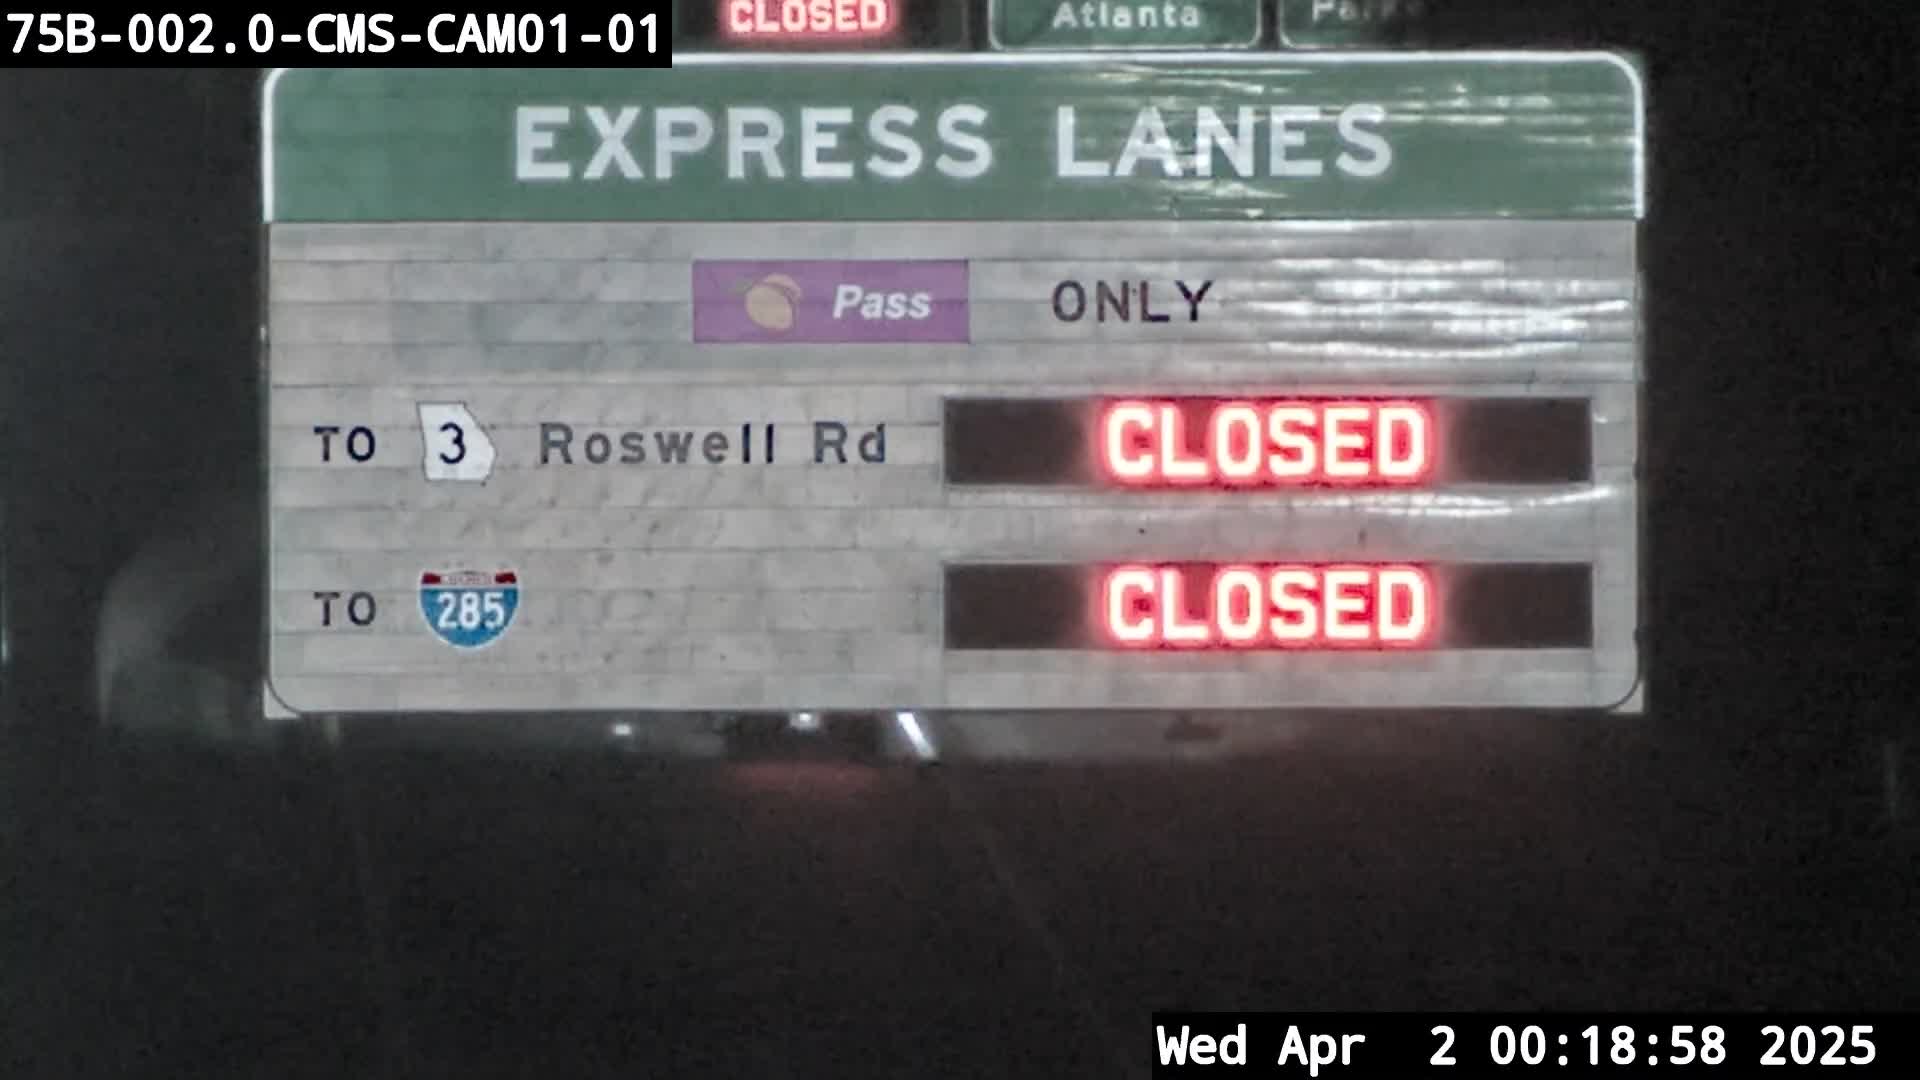 75B-002.0-CMS-CAM01-01
CLOSED
Atlanta
EXPRESS LANES
Pass ONLY
TO 3 Roswell Rd CLOSED
TO 285 CLOSED
Wed Apr 2 00:18:58 2025